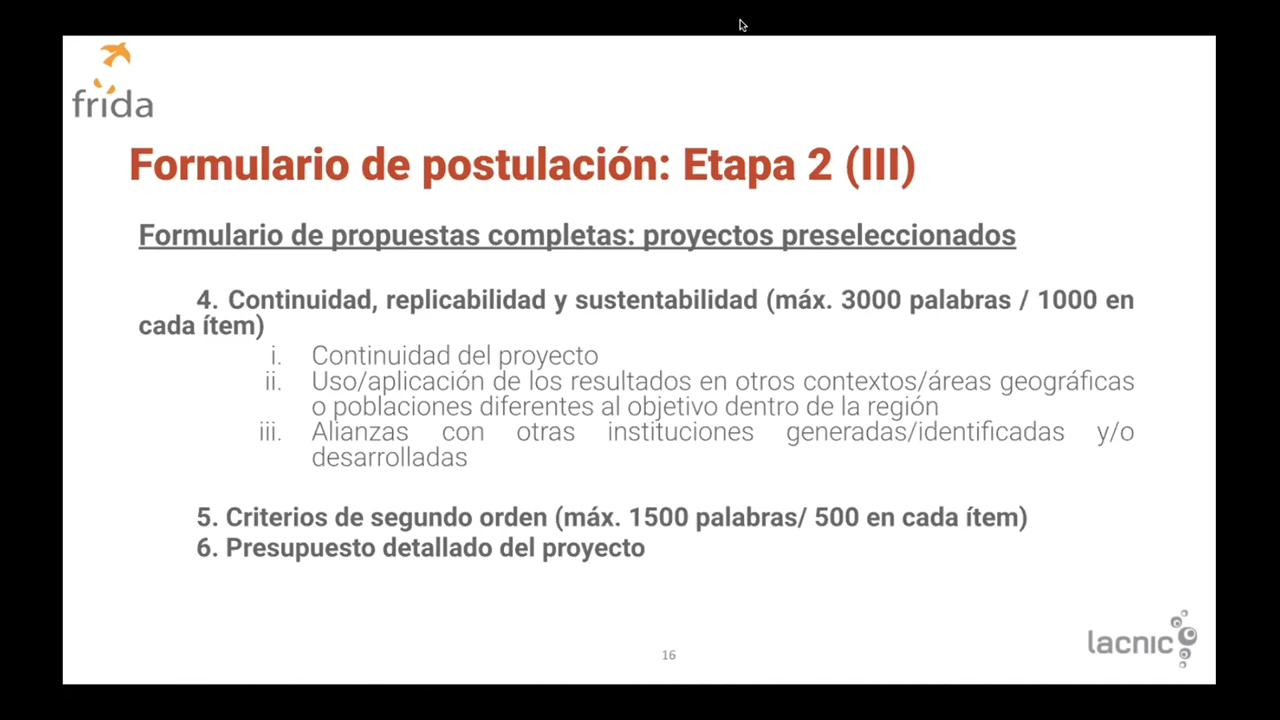 frida
Formulario de postulación: Etapa 2 (III)
Formulario de propuestas completas: proyectos preseleccionados
4. Continuidad, replicabilidad y sustentabilidad (máx. 3000 palabras / 1000 en
cada ítem)
i. Continuidad del proyecto
ii. Uso/aplicación de los resultados en otros contextos/áreas geográficas
o poblaciones diferentes al objetivo dentro de la región
iii. Alianzas con otras instituciones generadas/identificadas y/o
desarrolladas
5. Criterios de segundo orden (máx. 1500 palabras/ 500 en cada ítem)
6. Presupuesto detallado del proyecto
lacnic
16